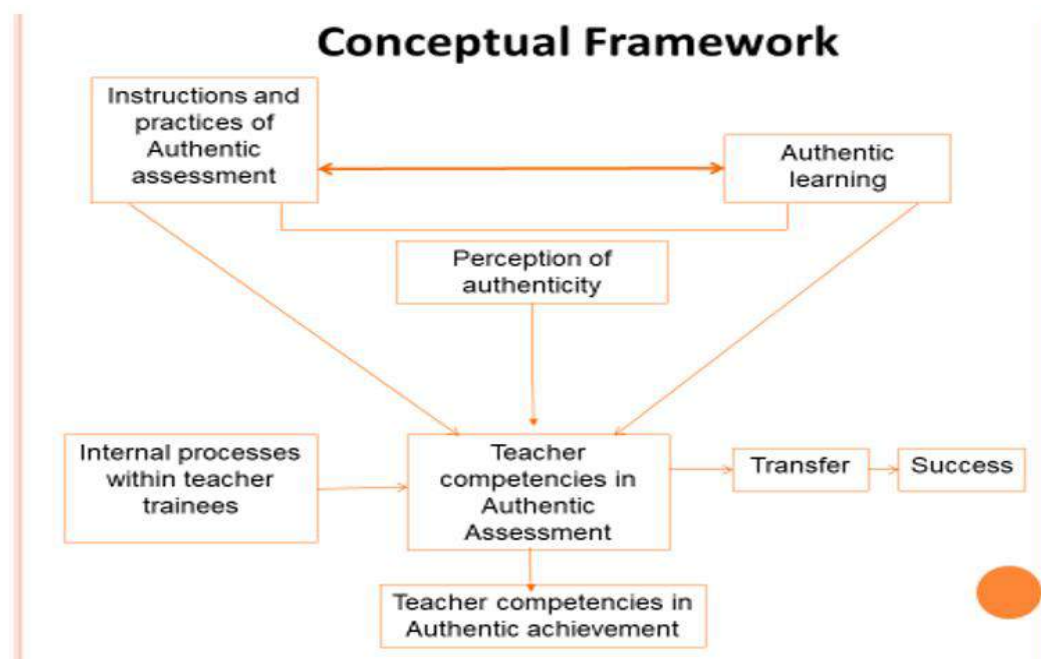 Conceptual Framework
Instructions and
practices of
Authentic
assessment
Authentic
learning
Perception of
authenticity
Internal processes
within teacher
trainees
Teacher
competencies in
Authentic
Assessment
Transfer
Success
Teacher competencies in
Authentic achievement